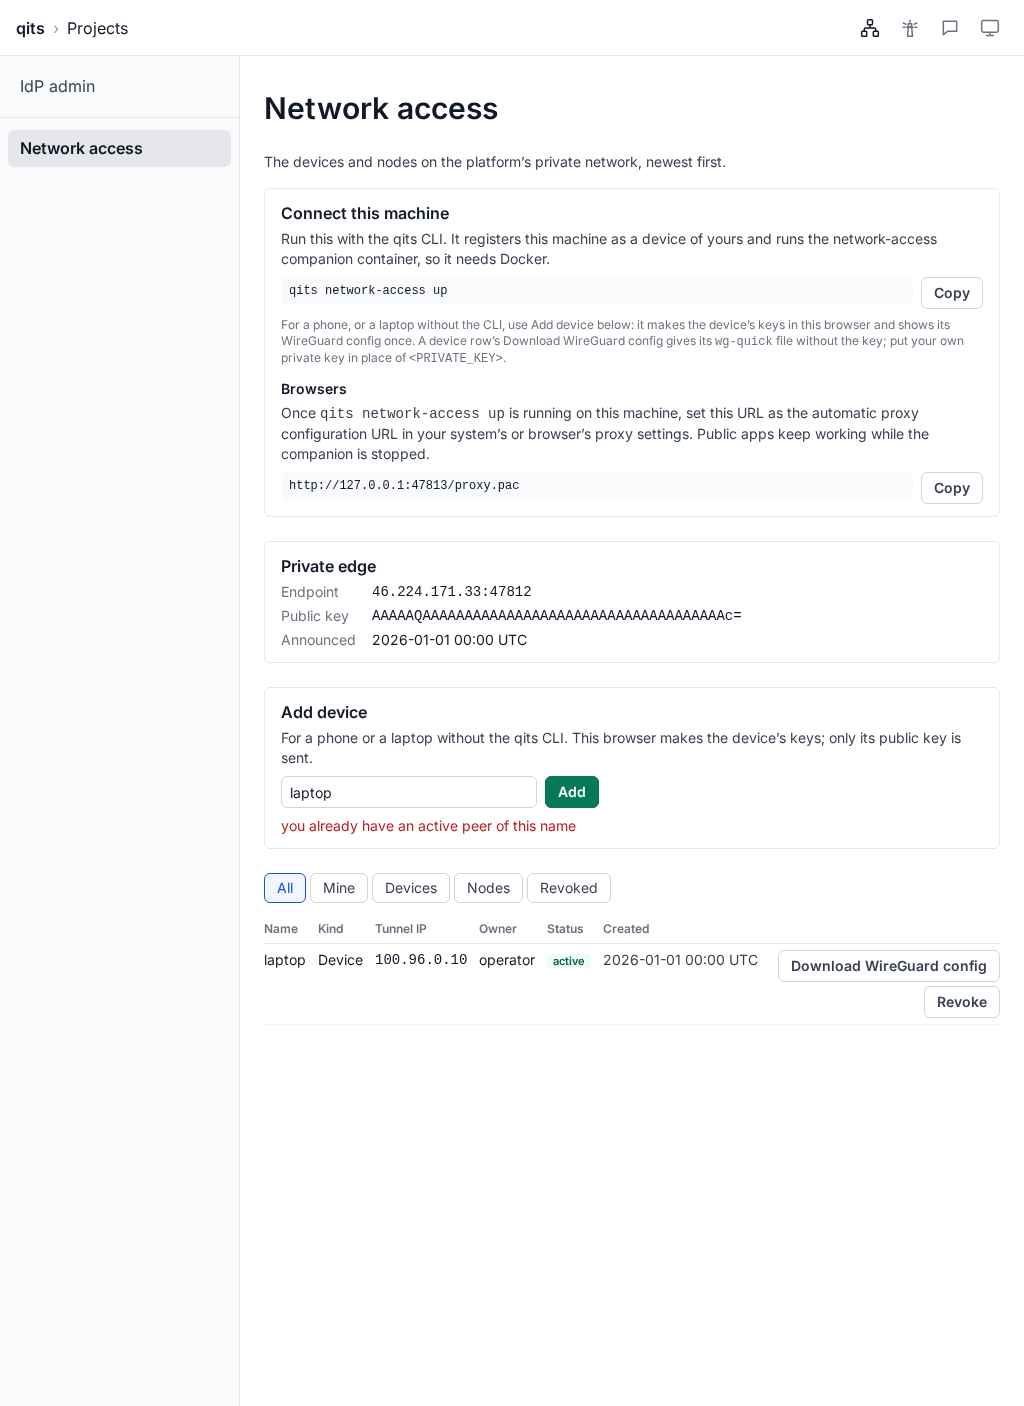 qits › Projects
IdP admin
Network access
Network access
The devices and nodes on the platform’s private network, newest first.
Connect this machine
Run this with the qits CLI. It registers this machine as a device of yours and runs the network-access
companion container, so it needs Docker.
qits network-access up
Copy
For a phone, or a laptop without the CLI, use Add device below: it makes the device’s keys in this browser and shows its
WireGuard config once. A device row’s Download WireGuard config gives its wg-quick file without the key; put your own
private key in place of <PRIVATE_KEY>.
Browsers
Once qits network-access up is running on this machine, set this URL as the automatic proxy
configuration URL in your system’s or browser’s proxy settings. Public apps keep working while the
companion is stopped.
http://127.0.0.1:47813/proxy.pac
Copy
Private edge
Endpoint 46.224.171.33:47812
Public key AAAAAQAAAAAAAAAAAAAAAAAAAAAAAAAAAAAAAAAAAAc=
Announced 2026-01-01 00:00 UTC
Add device
For a phone or a laptop without the qits CLI. This browser makes the device’s keys; only its public key is
sent.
laptop
Add
you already have an active peer of this name
All Mine Devices Nodes Revoked
Name Kind Tunnel IP Owner Status Created
laptop Device 100.96.0.10 operator active 2026-01-01 00:00 UTC Download WireGuard config
Revoke